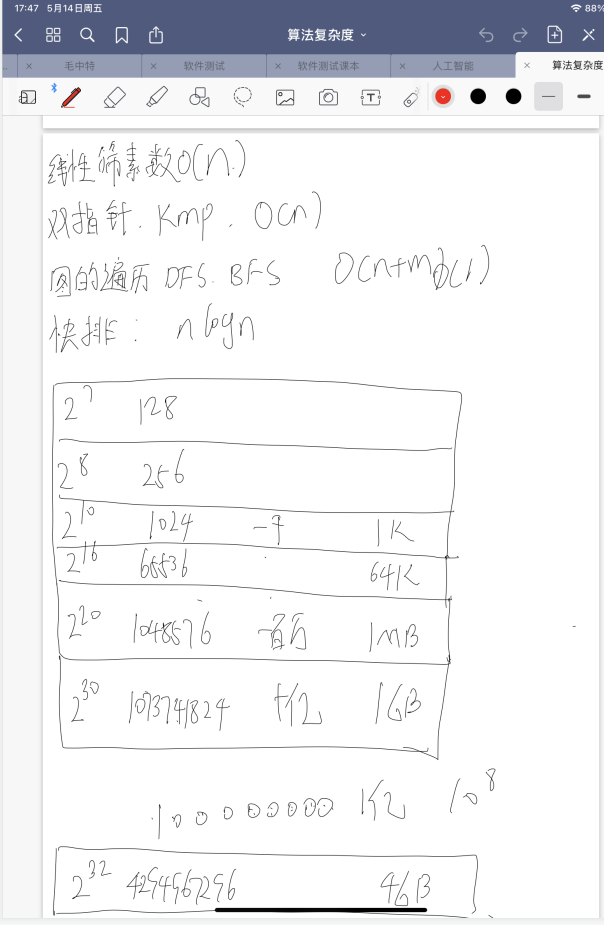 17:47 5月14日周五 88%
算法复杂度
毛中特 软件测试 软件测试课本 人工智能 算法复杂度
线性筛素数O(n)
双指针. Kmp. O(n)
图的遍历 DFS. BFS O(n+m) O(1)
快排: nlogn
2^7 128
2^8 256
2^10 1024 一千 1K
2^16 65536 64K
2^20 1048576 一百万 1MB
2^30 1073741824 十亿 1GB
100000000 1亿 10^8
2^32 4294967296 4GB